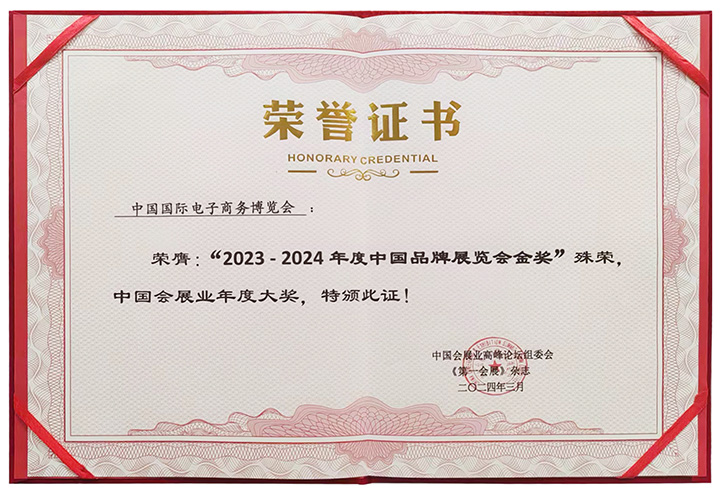 荣誉证书
HONORARY CREDENTIAL
中国国际电子商务博览会：
荣膺：“2023 - 2024 年度中国品牌展览会金奖”殊荣，
中国会展业年度大奖，特颁此证！
中国会展业高峰论坛组委会
《第一会展》杂志
二〇二四年三月